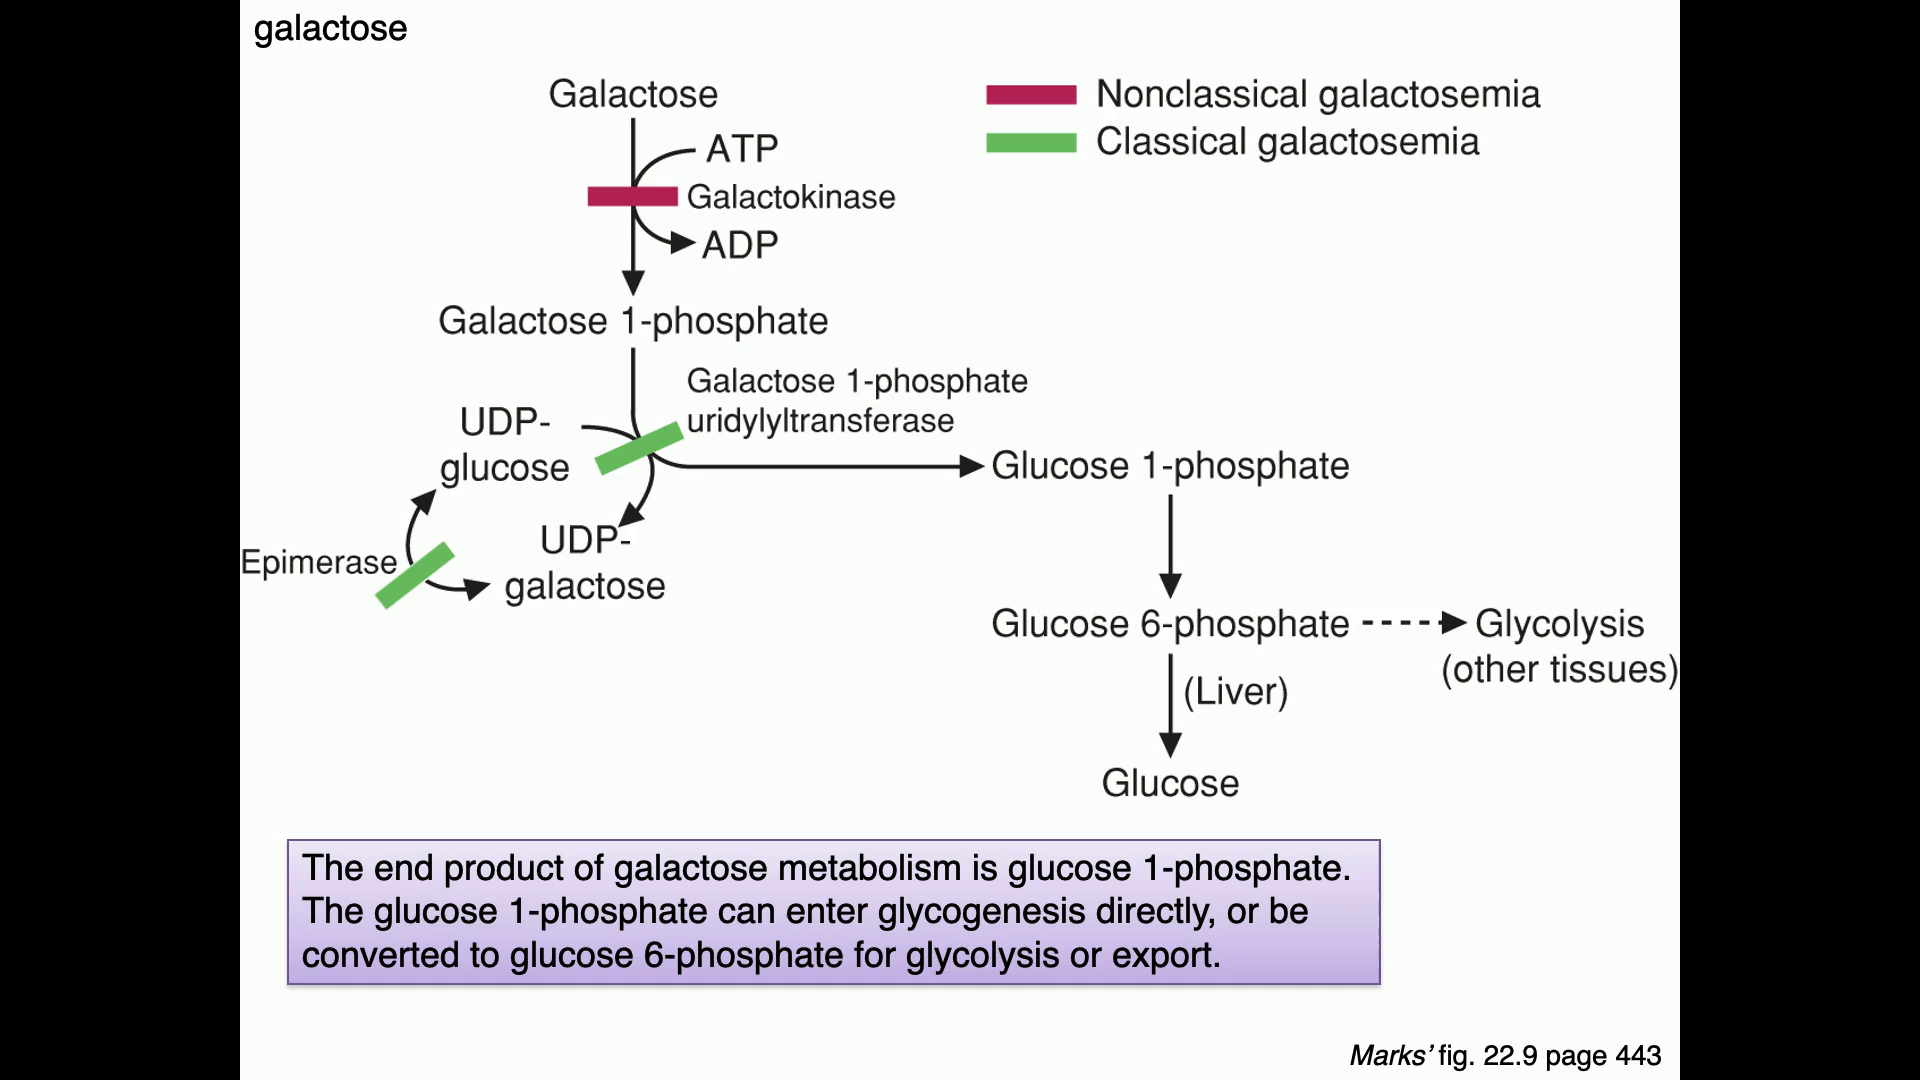 galactose
Galactose
Nonclassical galactosemia
Classical galactosemia
ATP
Galactokinase
ADP
Galactose 1-phosphate
Galactose 1-phosphate
uridylyltransferase
UDP-
glucose
Glucose 1-phosphate
UDP-
galactose
Epimerase
Glucose 6-phosphate
Glycolysis
(other tissues)
(Liver)
Glucose
The end product of galactose metabolism is glucose 1-phosphate.
The glucose 1-phosphate can enter glycogenesis directly, or be
converted to glucose 6-phosphate for glycolysis or export.
Marks' fig. 22.9 page 443